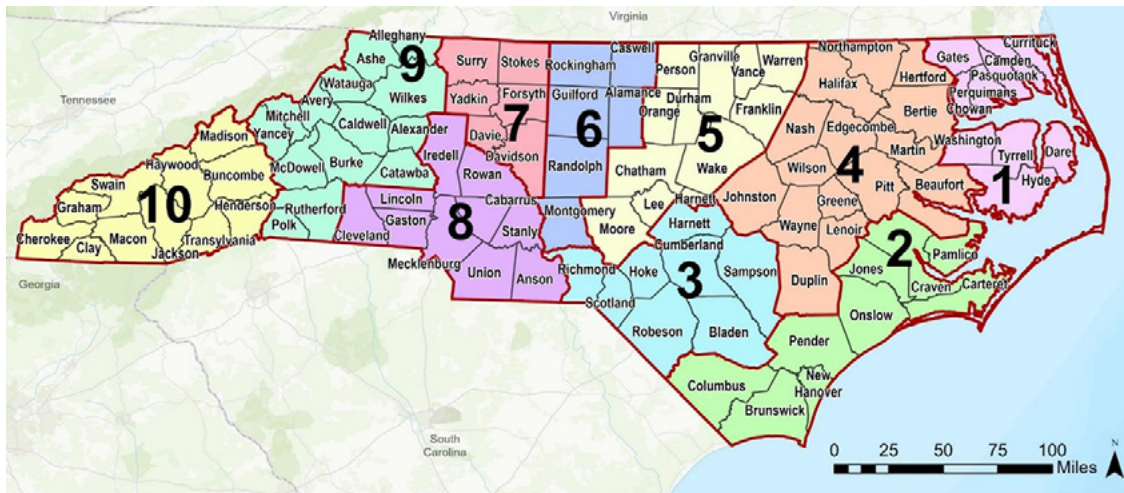 Virginia
Tennessee
Georgia
South
Carolina
Alleghany
Ashe
9
Watauga
Wilkes
Avery
Mitchell
Yancey
Caldwell
Alexander
McDowell
Burke
Catawba
Rutherford
Polk
Surry
Stokes
Yadkin
Forsyth
7
Davie
Davidson
Caswell
Rockingham
Guilford
Alamance
6
Randolph
Montgomery
Person
Granville
Vance
Warren
Durham
Orange
Franklin
5
Chatham
Wake
Lee
Harnett
Moore
Northampton
Halifax
Hertford
Bertie
Nash
Edgecombe
Martin
Wilson
4
Pitt
Beaufort
Johnston
Greene
Wayne
Lenoir
Duplin
Currituck
Gates
Camden
Pasquotank
Perquimans
Chowan
Washington
Tyrrell
Dare
1
Hyde
Madison
Haywood
Buncombe
Swain
Graham
10
Henderson
Cherokee
Macon
Clay
Jackson
Transylvania
Iredell
Rowan
Lincoln
Cabarrus
Gaston
8
Stanly
Cleveland
Mecklenburg
Union
Anson
Harnett
Cumberland
Richmond
Hoke
3
Sampson
Scotland
Robeson
Bladen
2
Pamlico
Jones
Craven
Carteret
Onslow
Pender
Columbus
New
Hanover
Brunswick
0 25 50 100
Miles
N